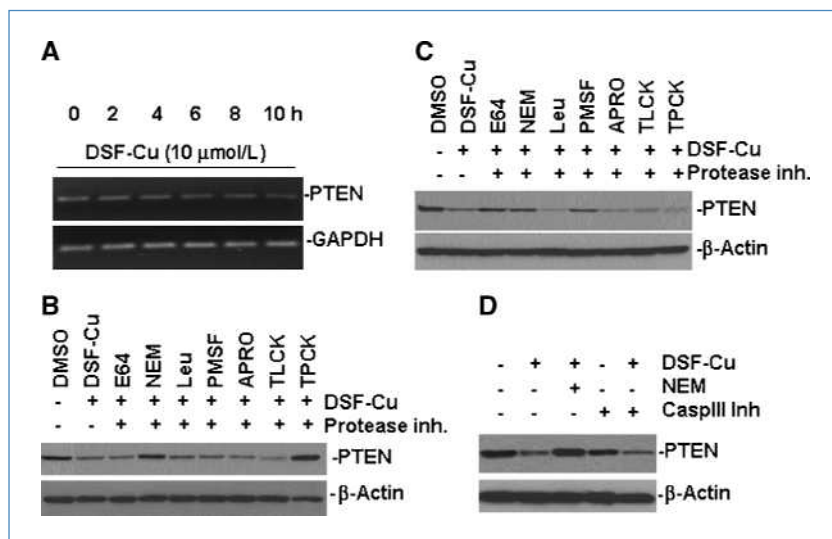 A
0 2 4 6 8 10 h
DSF-Cu (10 μmol/L)
-PTEN
-GAPDH
B
DMSO DSF-Cu E64 NEM Leu PMSF APRO TLCK TPCK
- + + + + + + + + DSF-Cu
- - + + + + + + + Protease inh.
-PTEN
-β-Actin
C
DMSO DSF-Cu E64 NEM Leu PMSF APRO TLCK TPCK
- + + + + + + + + DSF-Cu
- - + + + + + + + Protease inh.
-PTEN
-β-Actin
D
- + + - + DSF-Cu
- - + NEM
- - + + CaspIII Inh
-PTEN
-β-Actin